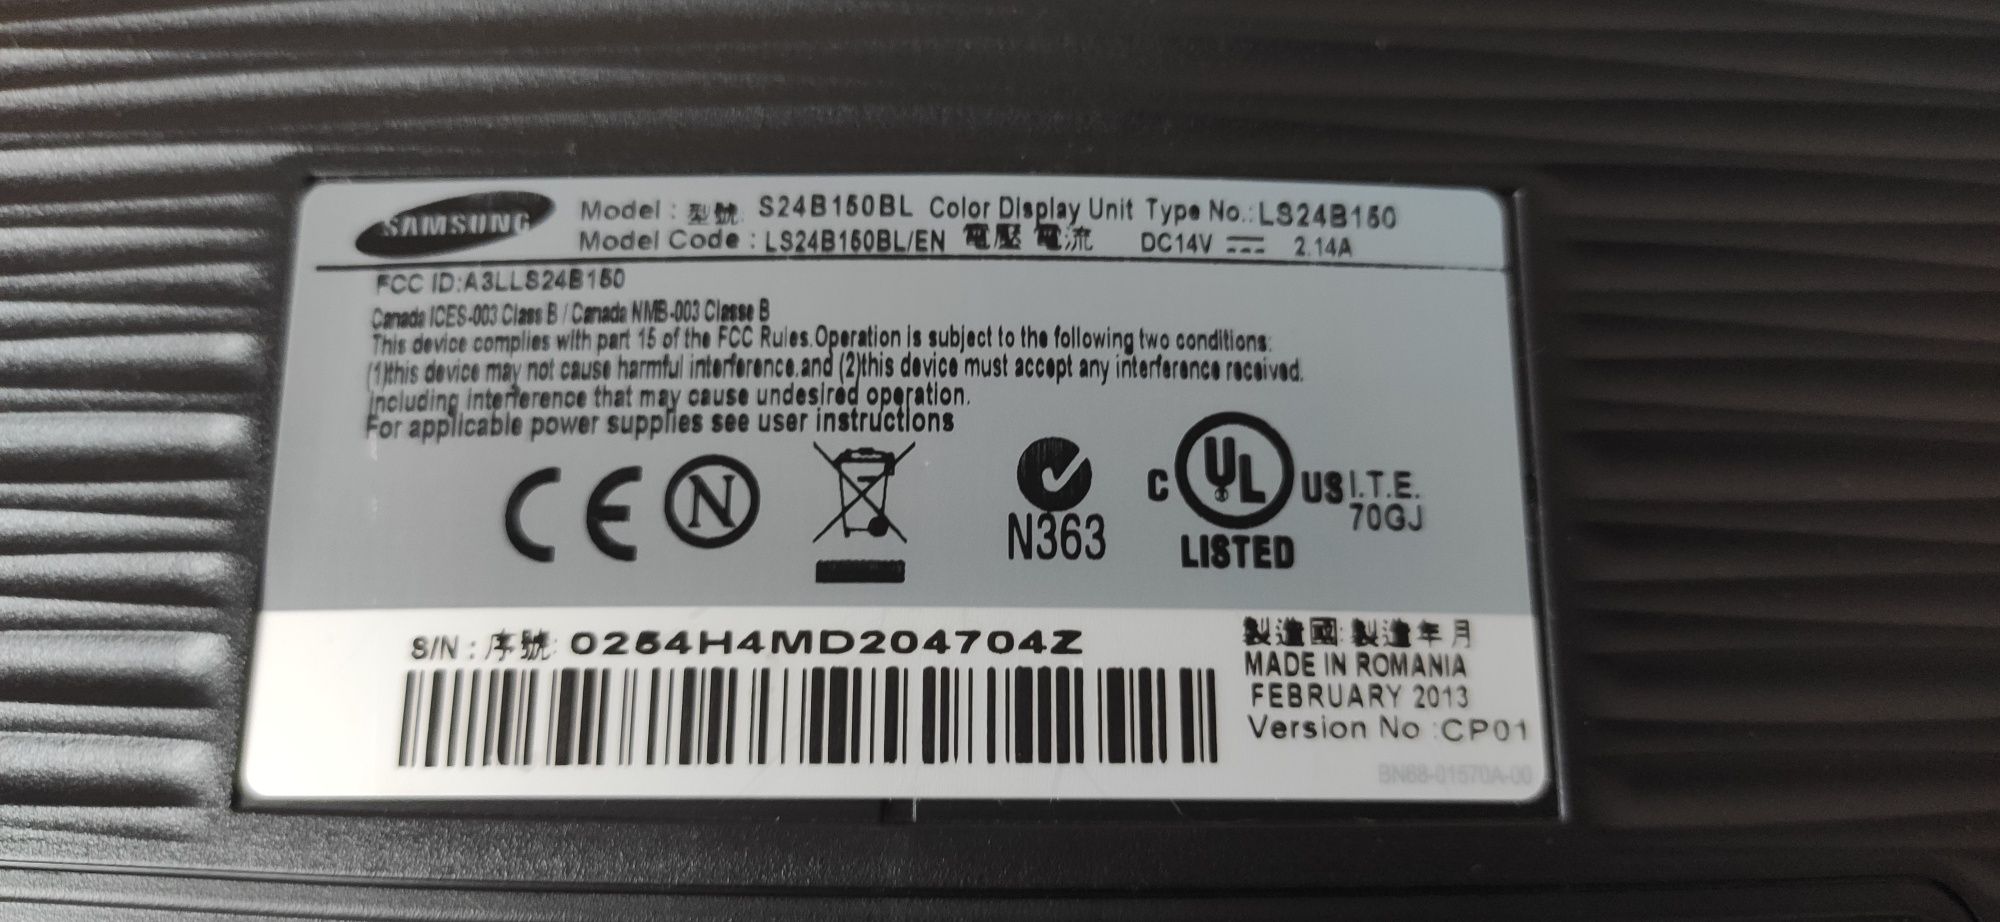 SAMSUNG
Model : 型號: S24B150BL Color Display Unit Type No.:LS24B150
Model Code : LS24B150BL/EN 電壓 電流 DC14V 2.14A
FCC ID:A3LLS24B150
Canada ICES-003 Class B / Canada NMB-003 Classe B
This device complies with part 15 of the FCC Rules.Operation is subject to the following two conditions:
(1)this device may not cause harmful interference,and (2)this device must accept any interference received,
including interference that may cause undesired operation.
For applicable power supplies see user instructions
CE N N363 C UL US LISTED I.T.E. 70GJ
S/N : 序號: 0254H4MD204704Z
製造國: 製造年月
MADE IN ROMANIA
FEBRUARY 2013
Version No :CP01
BN68-01570A-00